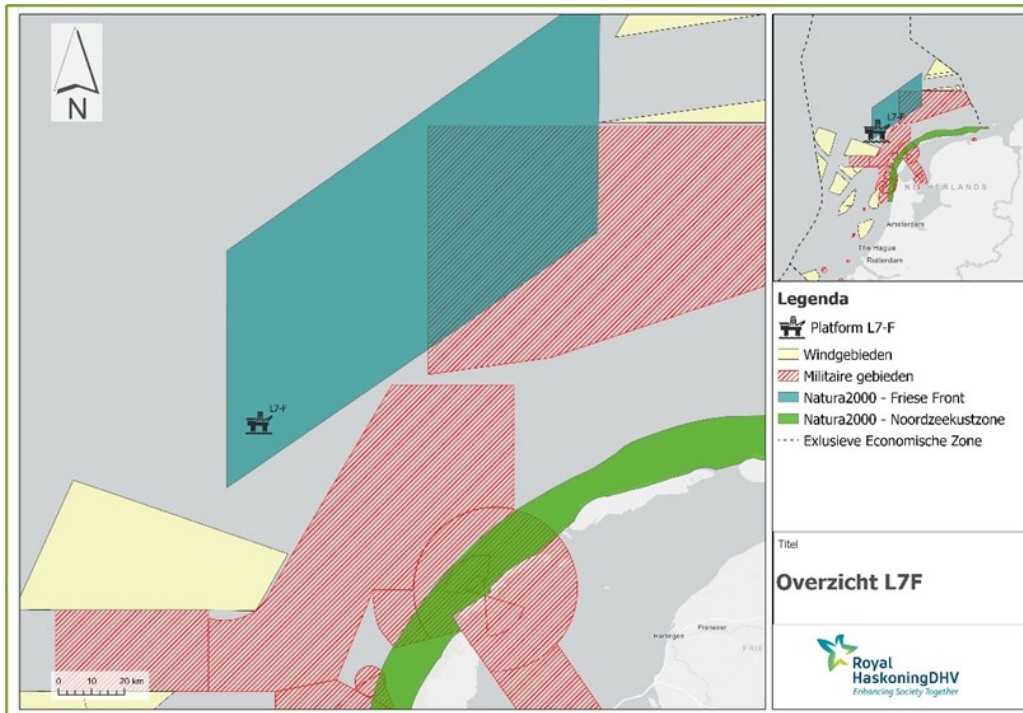 N
L7-F
Harlingen
Franeker
FRIE
0 10 20 km
L7-F
NETHERLANDS
Amsterdam
The Hague
Rotterdam
Legenda
Platform L7-F
Windgebieden
Militaire gebieden
Natura2000 - Friese Front
Natura2000 - Noordzeekustzone
Exlusieve Economische Zone
Titel
Overzicht L7F
Royal
HaskoningDHV
Enhancing Society Together